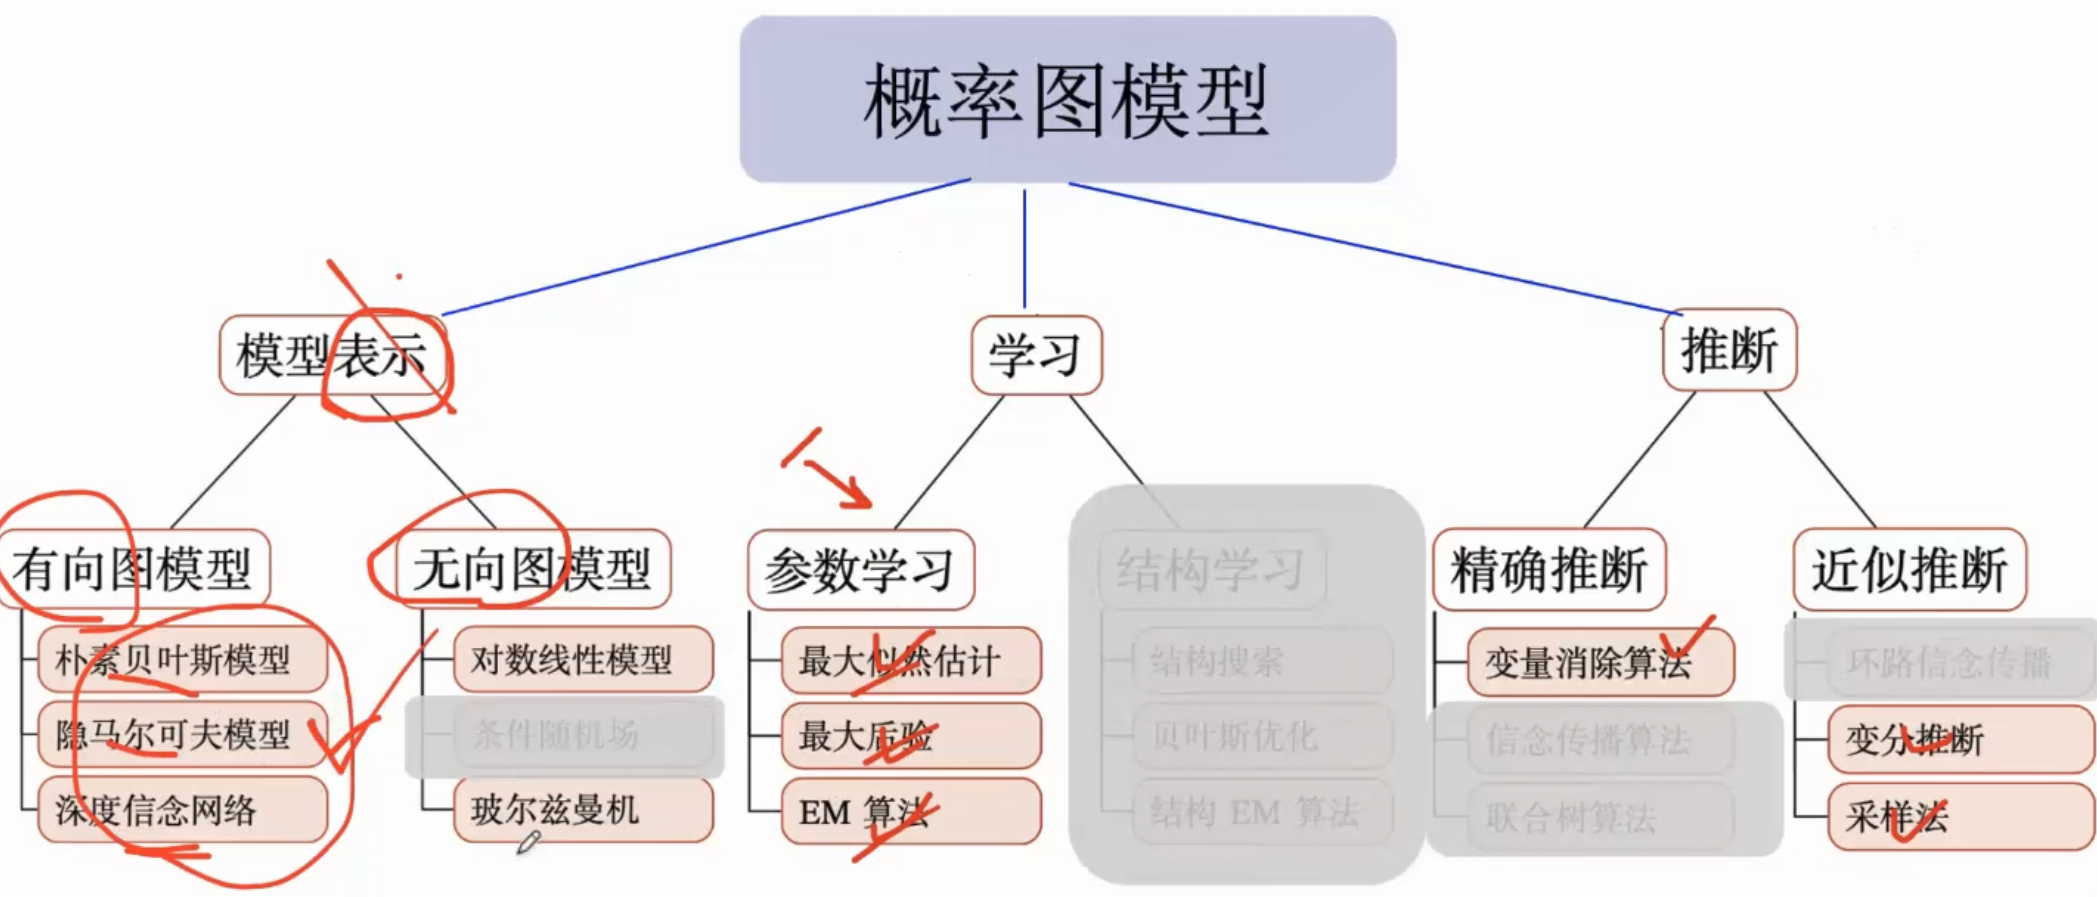 概率图模型
模型表示
学习
推断
有向图模型
无向图模型
参数学习
结构学习
精确推断
近似推断
朴素贝叶斯模型
对数线性模型
最大似然估计
结构搜索
变量消除算法
环路信念传播
隐马尔可夫模型
条件随机场
最大后验
贝叶斯优化
信念传播算法
变分推断
深度信念网络
玻尔兹曼机
EM 算法
结构 EM 算法
联合树算法
采样法